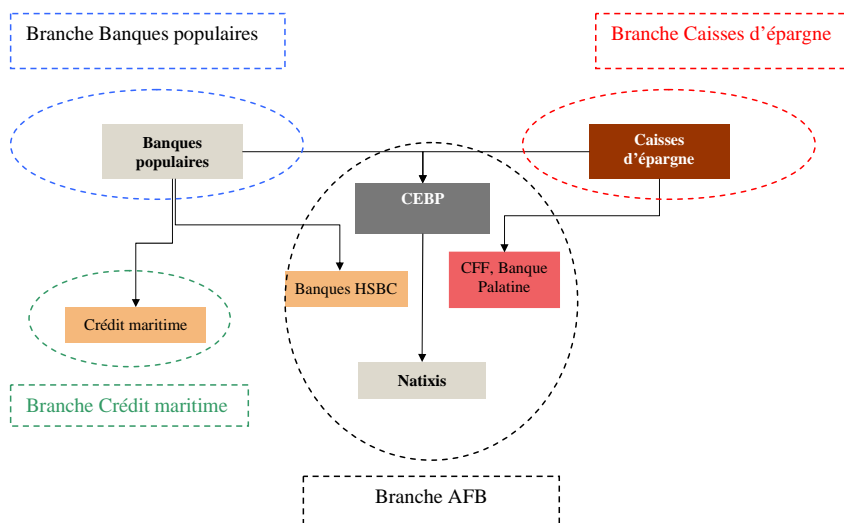 Branche Banques populaires
Branche Caisses d'épargne
Banques
populaires
Caisses
d'épargne
CEBP
Banques HSBC
CFF, Banque
Palatine
Crédit maritime
Natixis
Branche Crédit maritime
Branche AFB